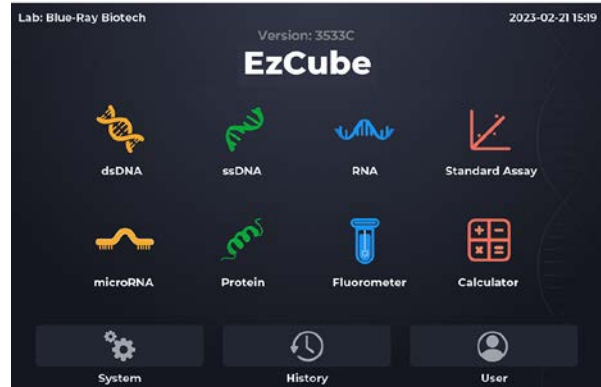 Lab: Blue-Ray Biotech 2023-02-21 15:19
Version: 3533C
EzCube
dsDNA ssDNA RNA Standard Assay
microRNA Protein Fluorometer Calculator
System History User